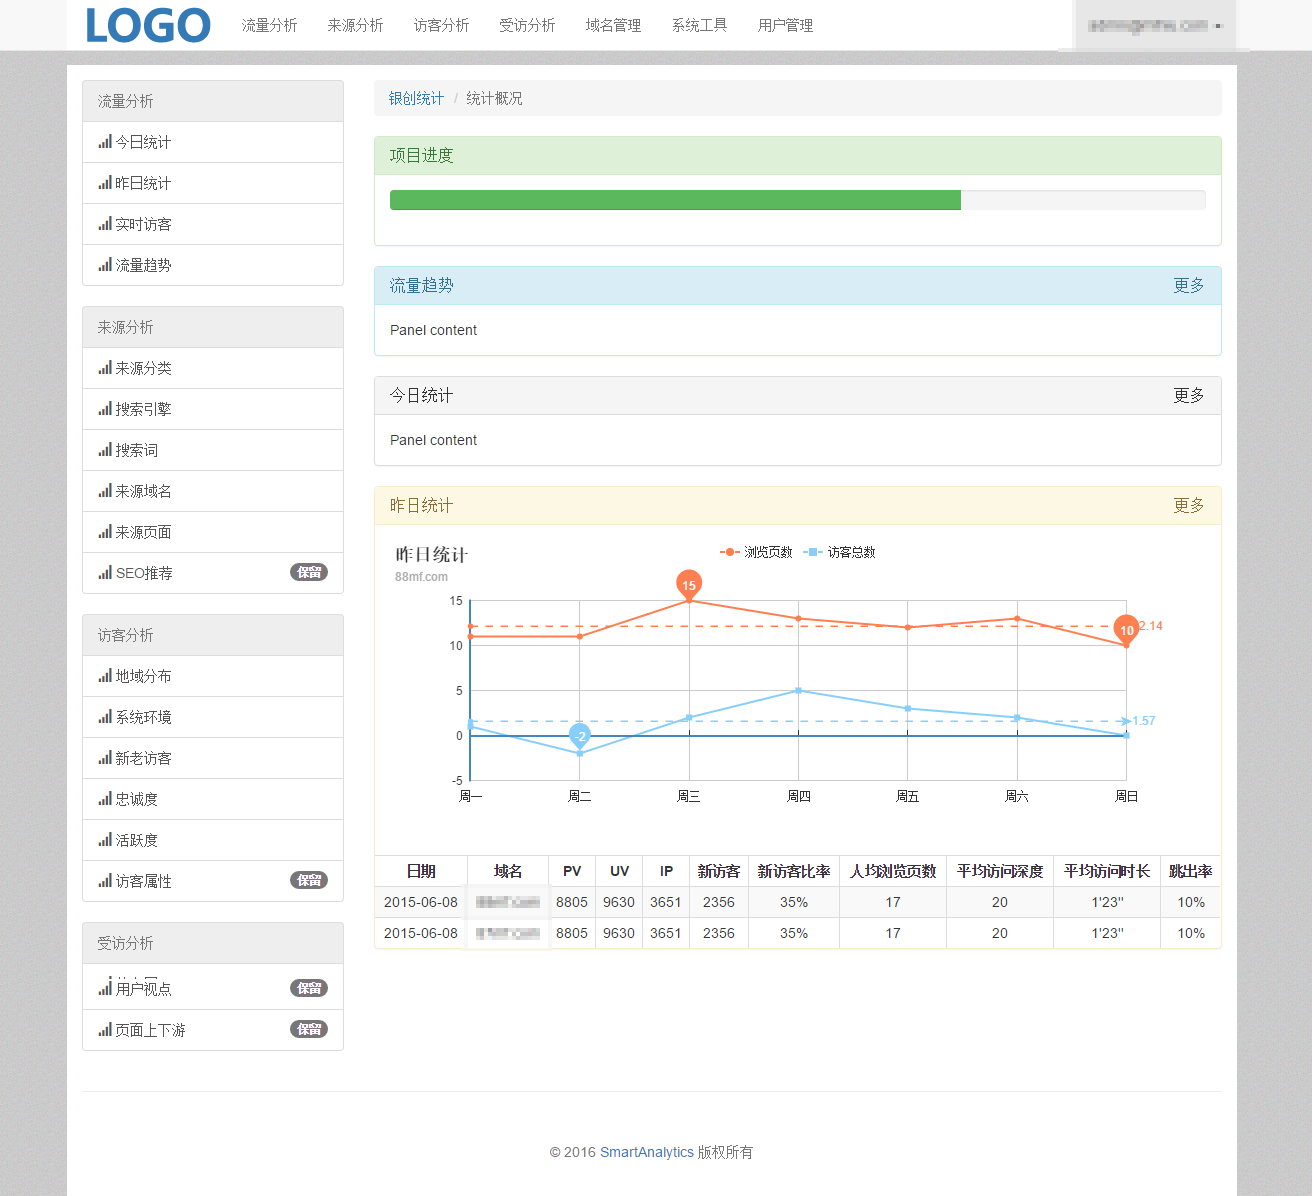 LOGO 流量分析 来源分析 访客分析 受访分析 域名管理 系统工具 用户管理
流量分析
今日统计
昨日统计
实时访客
流量趋势
来源分析
来源分类
搜索引擎
搜索词
来源域名
来源页面
SEO推荐 保留
访客分析
地域分布
系统环境
新老访客
忠诚度
活跃度
访客属性 保留
受访分析
用户视点 保留
页面上下游 保留
银创统计 / 统计概况
项目进度
流量趋势 更多
Panel content
今日统计 更多
Panel content
昨日统计 更多
昨日统计
88mf.com
浏览页数 访客总数
15
10
5
0
-5
15
10
2.14
-2
1.57
周一 周二 周三 周四 周五 周六 周日
日期 域名 PV UV IP 新访客 新访客比率 人均浏览页数 平均访问深度 平均访问时长 跳出率
2015-06-08 8805 9630 3651 2356 35% 17 20 1'23" 10%
2015-06-08 8805 9630 3651 2356 35% 17 20 1'23" 10%
© 2016 SmartAnalytics 版权所有